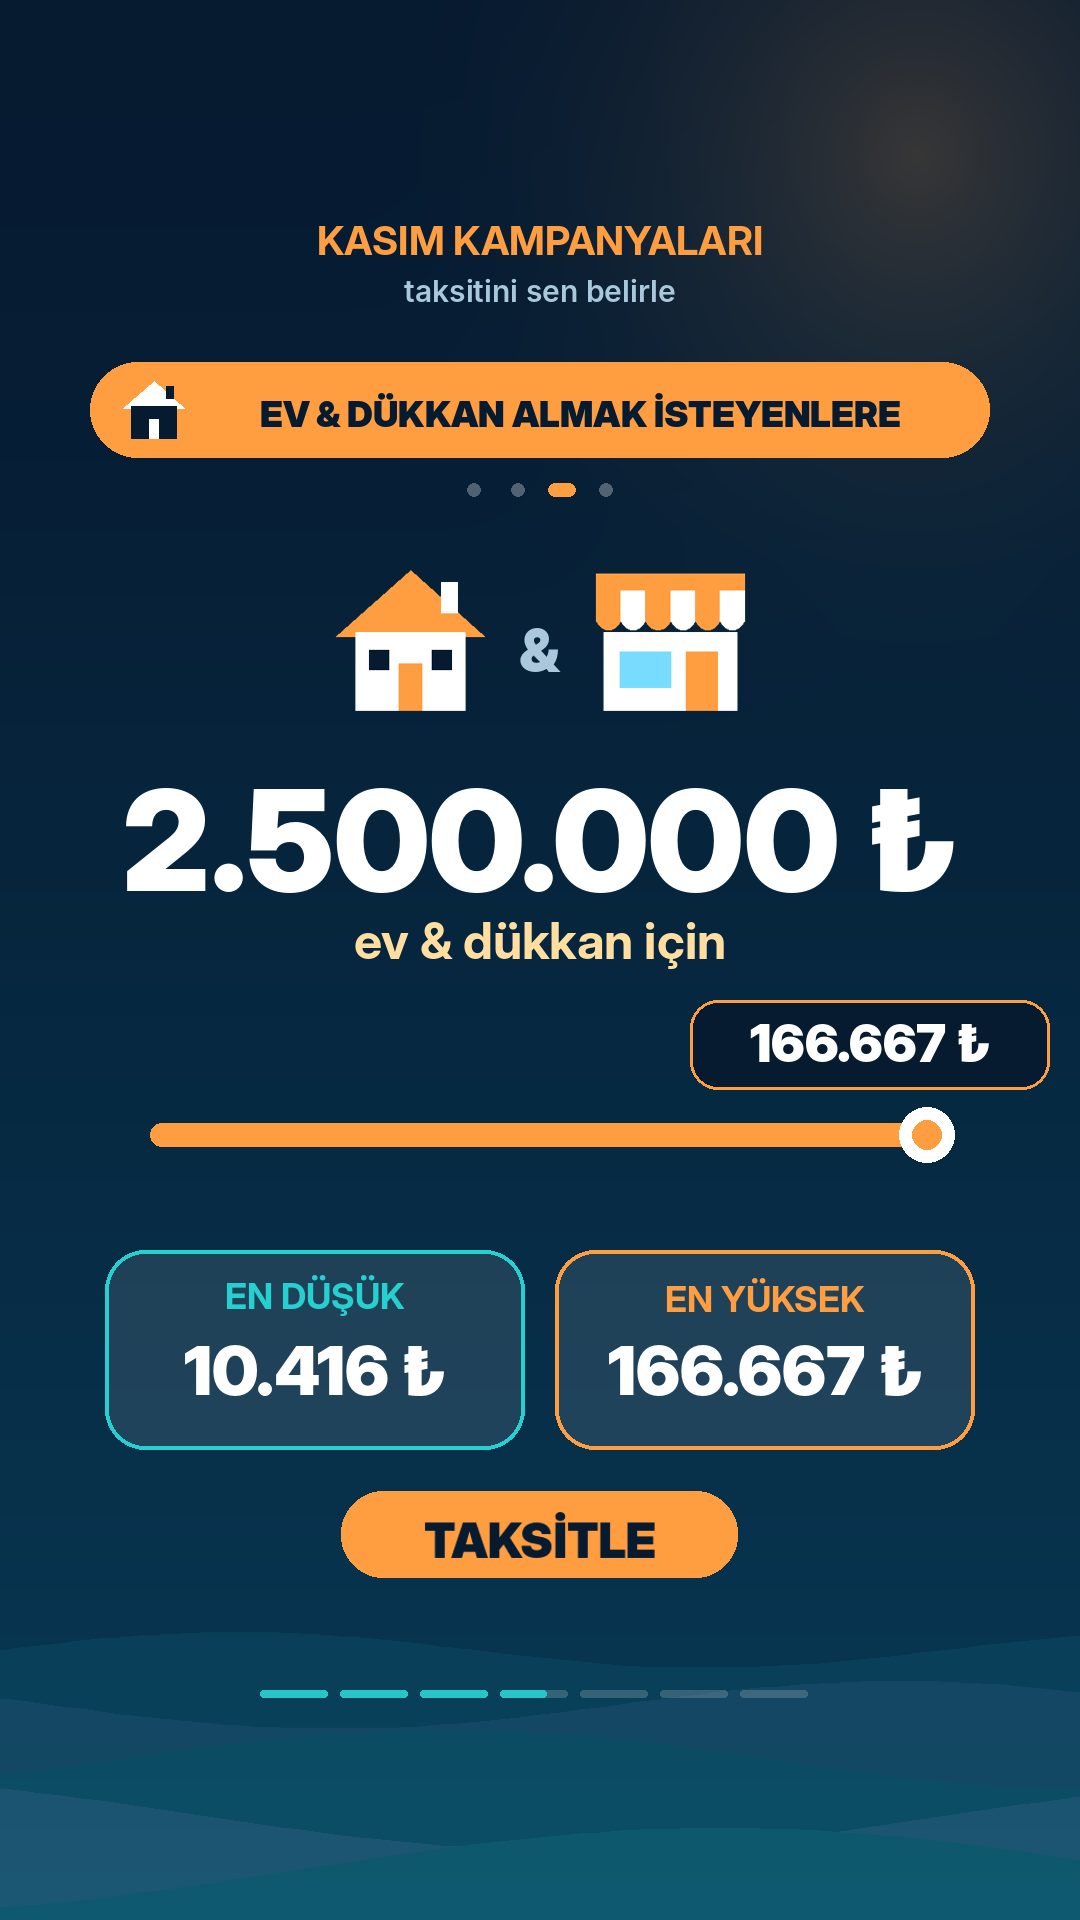 KASIM KAMPANYALARI
taksitini sen belirle
EV & DÜKKAN ALMAK İSTEYENLERE
&
2.500.000 ₺
ev & dükkan için
166.667 ₺
EN DÜŞÜK
10.416 ₺
EN YÜKSEK
166.667 ₺
TAKSİTLE